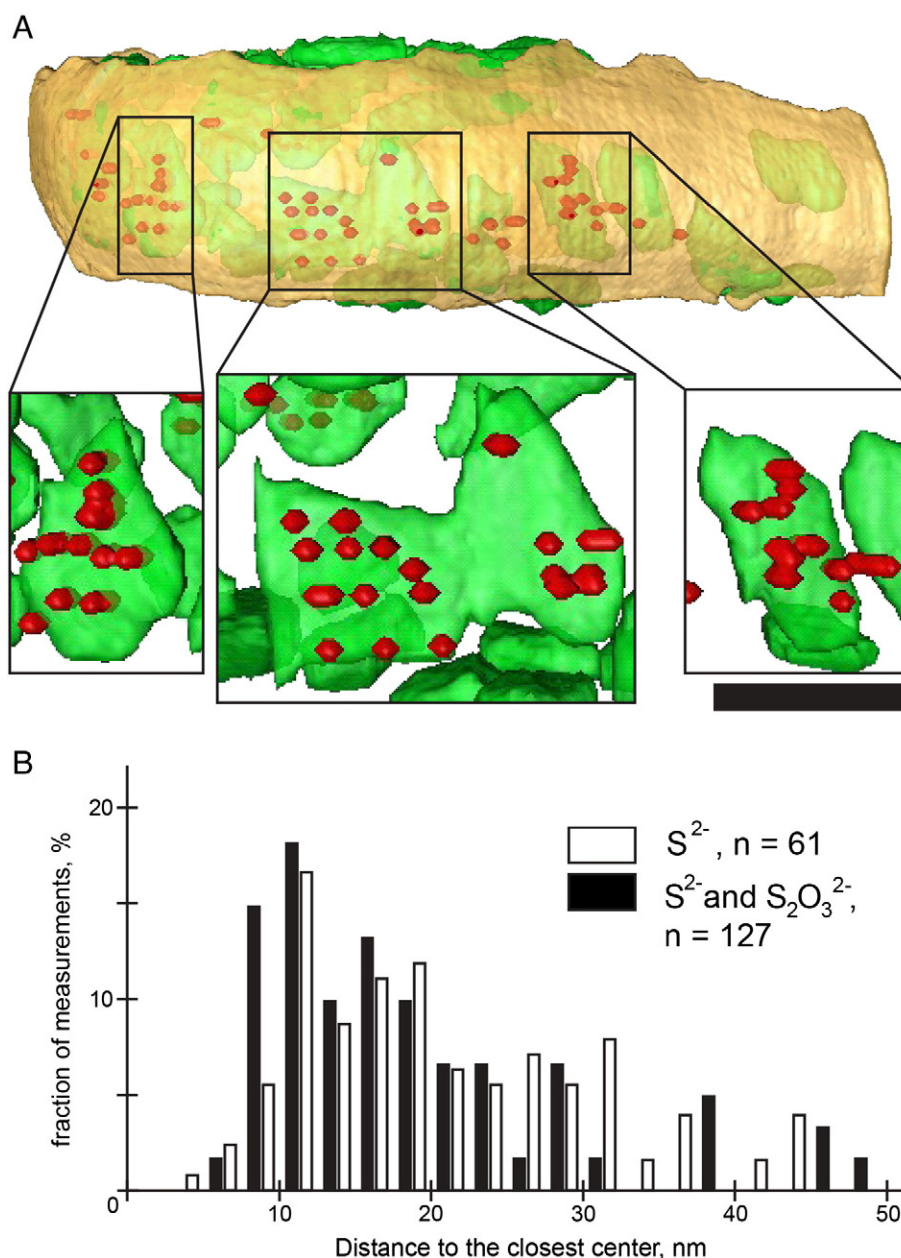 A
B
fraction of measurements, %
20
10
0
S²⁻ , n = 61
S²⁻ and S₂O₃²⁻,
n = 127
10 20 30 40 50
Distance to the closest center, nm